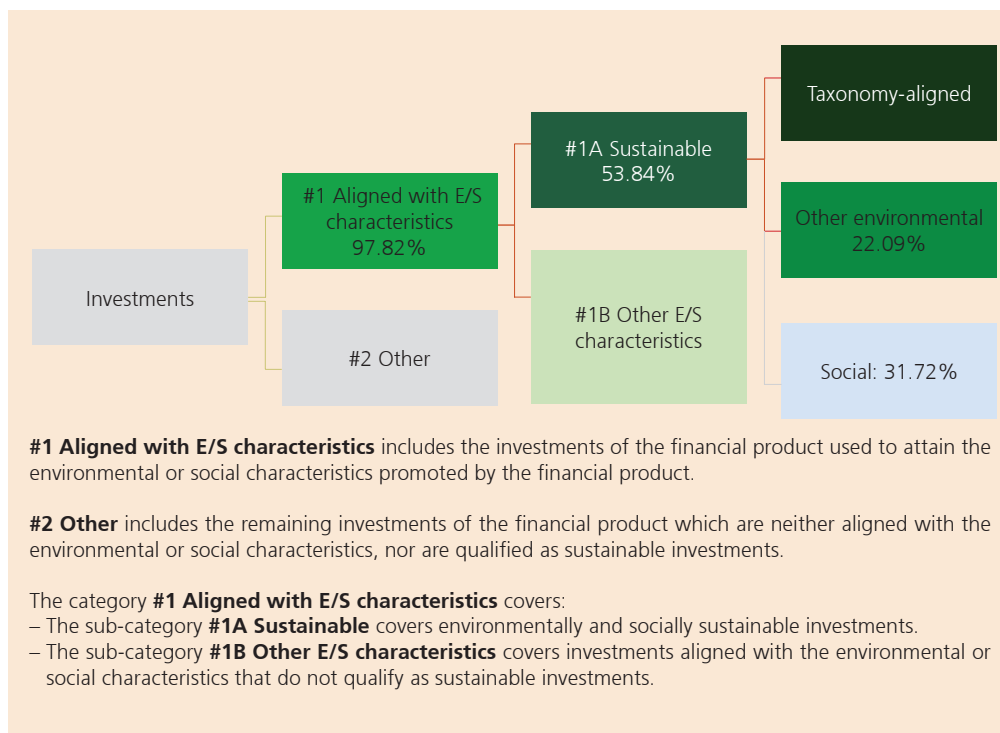 Taxonomy-aligned
#1A Sustainable
53.84%
#1 Aligned with E/S
characteristics
97.82%
Other environmental
22.09%
Investments
#1B Other E/S
characteristics
#2 Other
Social: 31.72%
#1 Aligned with E/S characteristics includes the investments of the financial product used to attain the
environmental or social characteristics promoted by the financial product.
#2 Other includes the remaining investments of the financial product which are neither aligned with the
environmental or social characteristics, nor are qualified as sustainable investments.
The category #1 Aligned with E/S characteristics covers:
– The sub-category #1A Sustainable covers environmentally and socially sustainable investments.
– The sub-category #1B Other E/S characteristics covers investments aligned with the environmental or
social characteristics that do not qualify as sustainable investments.